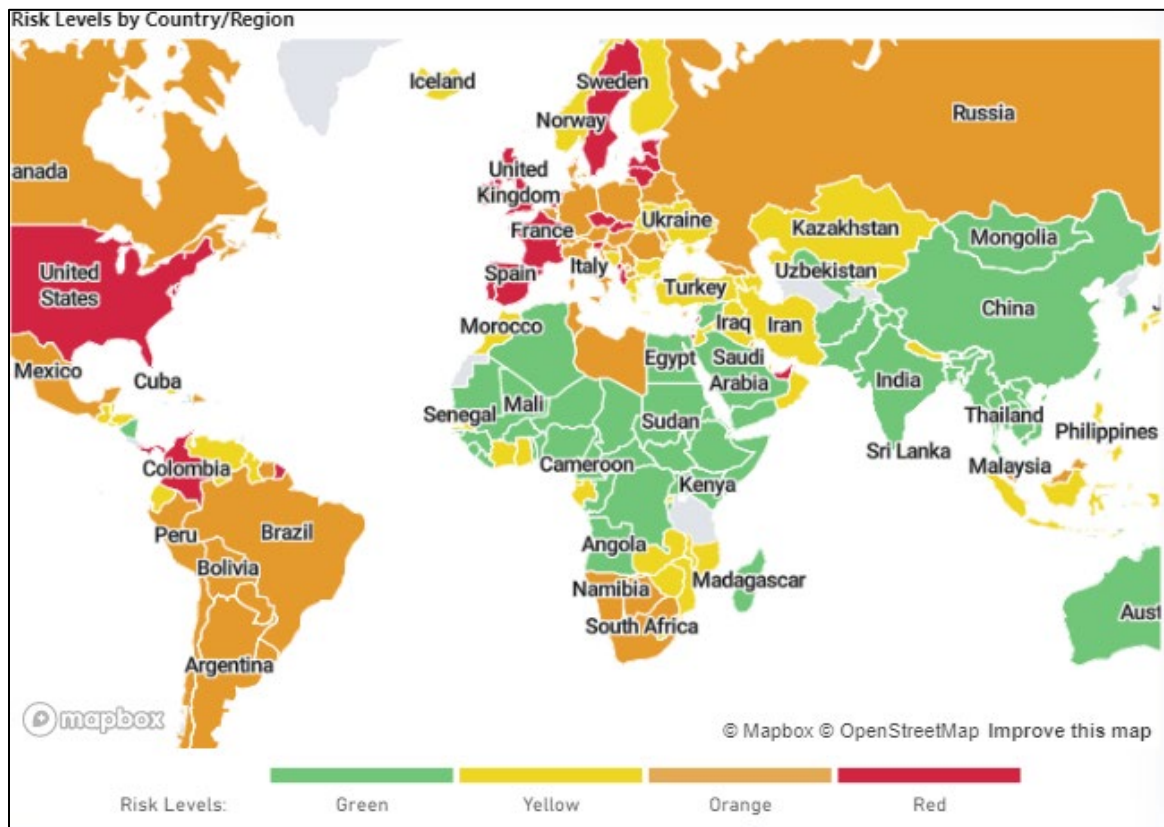 Risk Levels by Country/Region
Iceland
Sweden
Norway
Russia
anada
United
Kingdom
Ukraine
France
Kazakhstan
Mongolia
Italy
United
States
Spain
Uzbekistan
Turkey
China
Morocco
Iraq
Iran
Mexico
Cuba
Egypt
Saudi
Arabia
India
Senegal
Mali
Sudan
Thailand
Philippines
Colombia
Cameroon
Sri Lanka
Malaysia
Kenya
Peru
Brazil
Angola
Bolivia
Namibia
Madagascar
South Africa
Aust
Argentina
mapbox
© Mapbox © OpenStreetMap Improve this map
Risk Levels: Green Yellow Orange Red